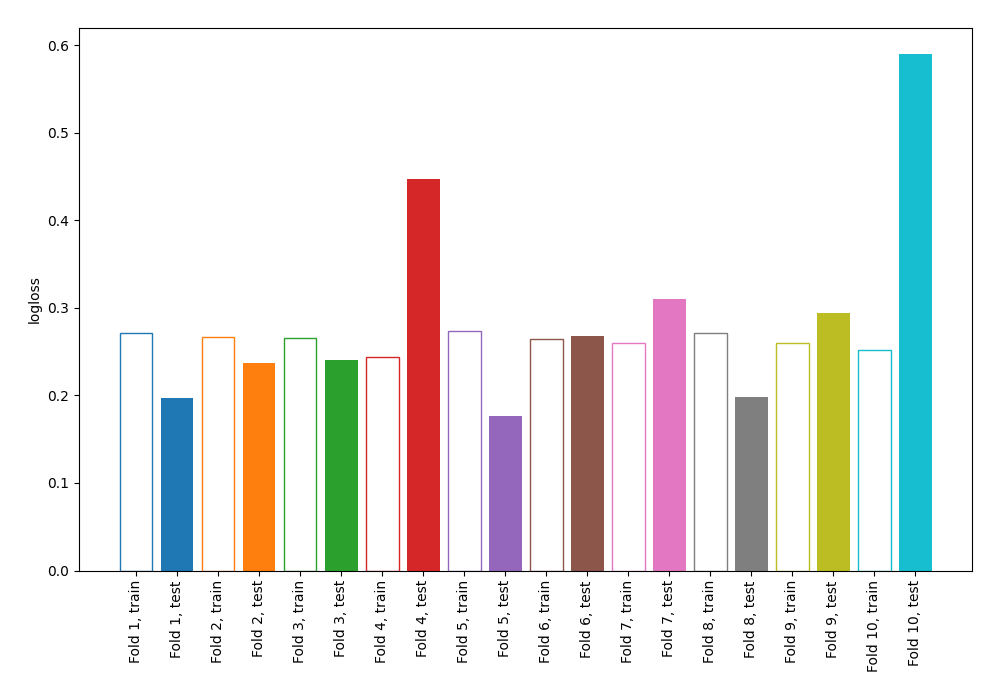 logloss
0.6
0.5
0.4
0.3
0.2
0.1
0.0
Fold 1, train
Fold 1, test
Fold 2, train
Fold 2, test
Fold 3, train
Fold 3, test
Fold 4, train
Fold 4, test
Fold 5, train
Fold 5, test
Fold 6, train
Fold 6, test
Fold 7, train
Fold 7, test
Fold 8, train
Fold 8, test
Fold 9, train
Fold 9, test
Fold 10, train
Fold 10, test